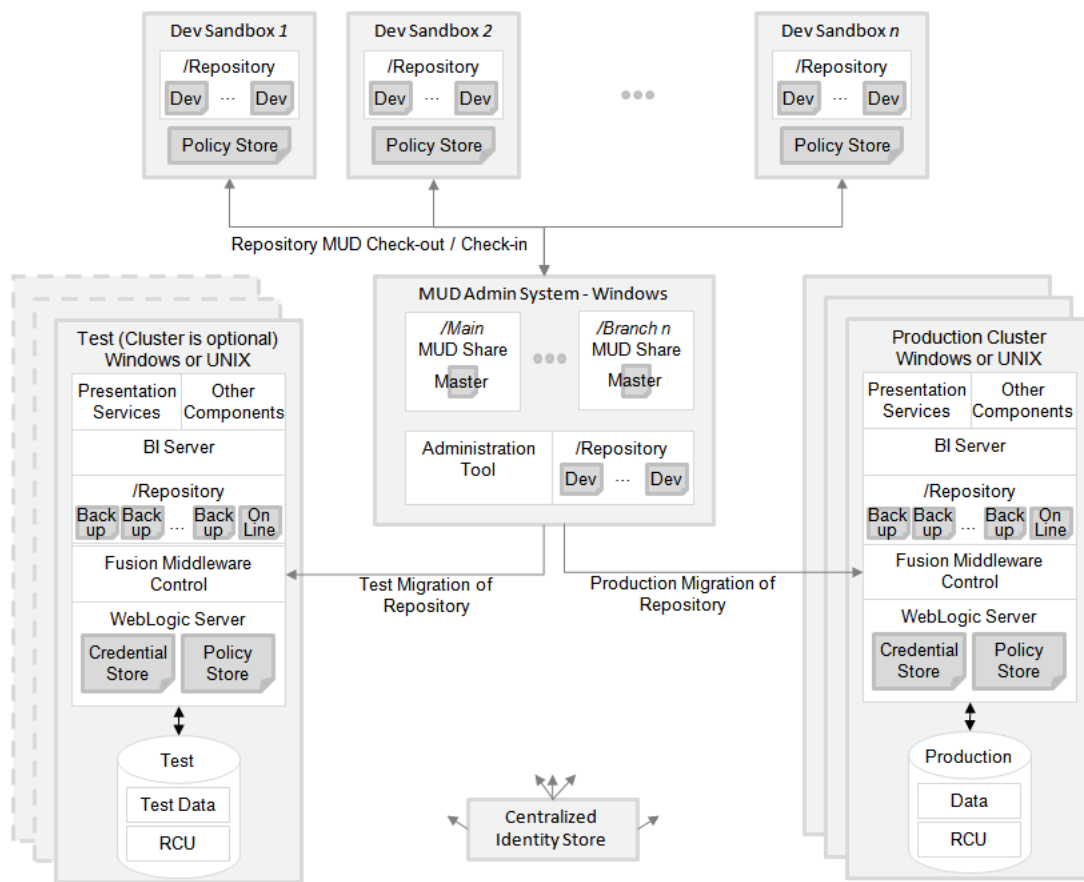 Dev Sandbox 1
/Repository
Dev ... Dev
Policy Store
Dev Sandbox 2
/Repository
Dev ... Dev
Policy Store
Dev Sandbox n
/Repository
Dev ... Dev
Policy Store
Repository MUD Check-out / Check-in
MUD Admin System - Windows
/Main
MUD Share
Master
/Branch n
MUD Share
Master
Administration
Tool
/Repository
Dev ... Dev
Test (Cluster is optional)
Windows or UNIX
Presentation
Services
Other
Components
BI Server
/Repository
Back
up
Back
up
...
Back
up
On
Line
Fusion Middleware
Control
WebLogic Server
Credential
Store
Policy
Store
Test
Test Data
RCU
Test Migration of
Repository
Production Migration of
Repository
Production Cluster
Windows or UNIX
Presentation
Services
Other
Components
BI Server
/Repository
Back
up
Back
up
...
Back
up
On
Line
Fusion Middleware
Control
WebLogic Server
Credential
Store
Policy
Store
Production
Data
RCU
Centralized
Identity Store